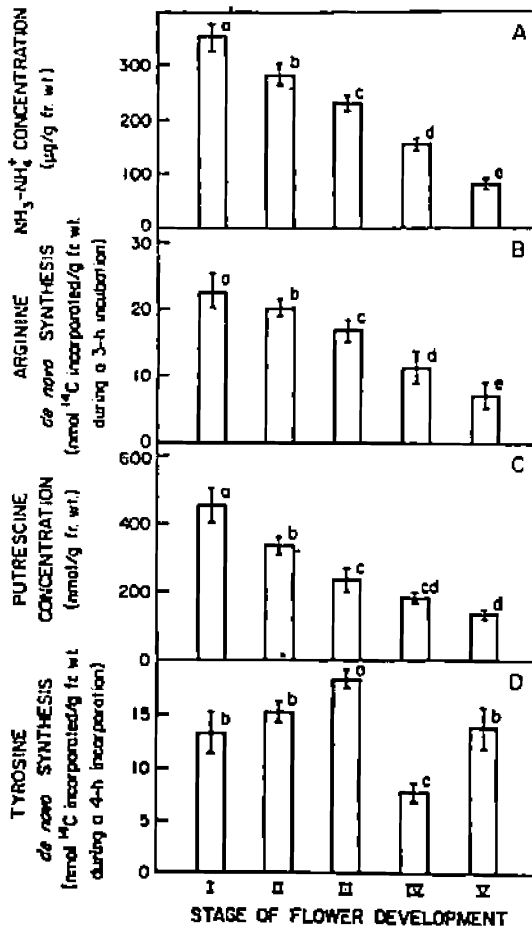 A
NH3-NH4+ CONCENTRATION
(µg/g fr. wt.)
300
200
100
0
a
b
c
d
e
B
ARGININE
de novo SYNTHESIS
(nmol 14C incorporated/g fr. wt.
during a 3-h incubation)
30
20
10
0
a
b
c
d
e
C
PUTRESCINE
CONCENTRATION
(nmol/g fr. wt.)
600
400
200
0
a
b
c
cd
d
D
TYROSINE
de novo SYNTHESIS
(nmol 14C incorporated/g fr. wt.
during a 4-h incorporation)
15
10
5
0
b
b
a
c
b
I II III IV V
STAGE OF FLOWER DEVELOPMENT